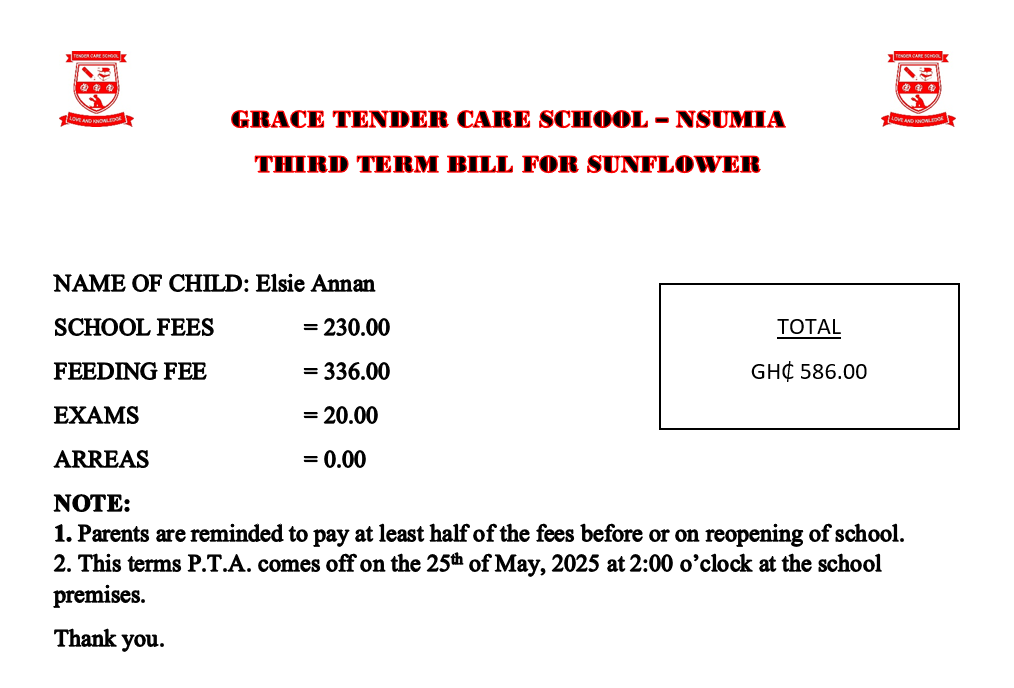 TENDER CARE SCHOOL
LOVE AND KNOWLEDGE
TENDER CARE SCHOOL
LOVE AND KNOWLEDGE
GRACE TENDER CARE SCHOOL – NSUMIA
THIRD TERM BILL FOR SUNFLOWER
NAME OF CHILD: Elsie Annan
SCHOOL FEES = 230.00
FEEDING FEE = 336.00
EXAMS = 20.00
ARREAS = 0.00
TOTAL
GH₵ 586.00
NOTE:
1. Parents are reminded to pay at least half of the fees before or on reopening of school.
2. This terms P.T.A. comes off on the 25th of May, 2025 at 2:00 o’clock at the school
premises.
Thank you.